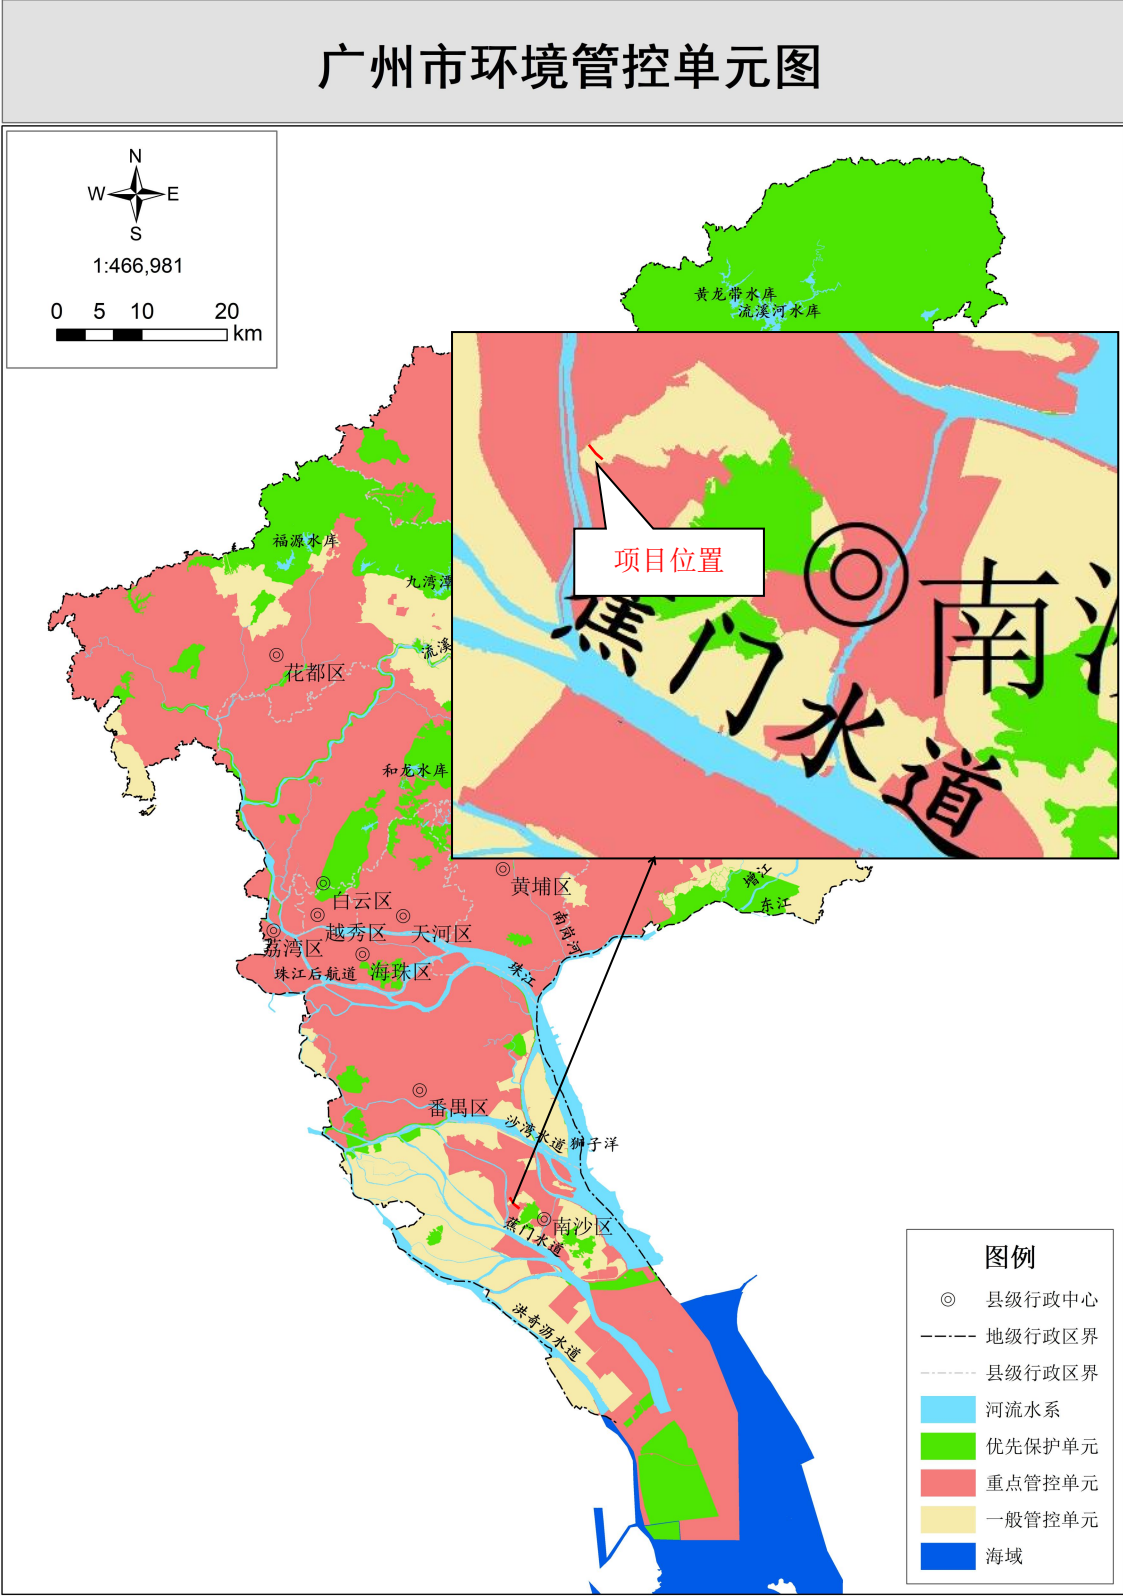 广州市环境管控单元图
N
W E
S
1:466,981
0 5 10 20
km
黄龙带水库
流溪河水库
福源水库
九湾潭
流溪
花都区
和龙水库
项目位置
南沙
蕉门水道
黄埔区
增江
东江
白云区
越秀区
天河区
荔湾区
南岗河
海珠区
珠江后航道
珠江
番禺区
沙湾水道
狮子洋
南沙区
蕉门水道
洪奇沥水道
图例
县级行政中心
地级行政区界
县级行政区界
河流水系
优先保护单元
重点管控单元
一般管控单元
海域